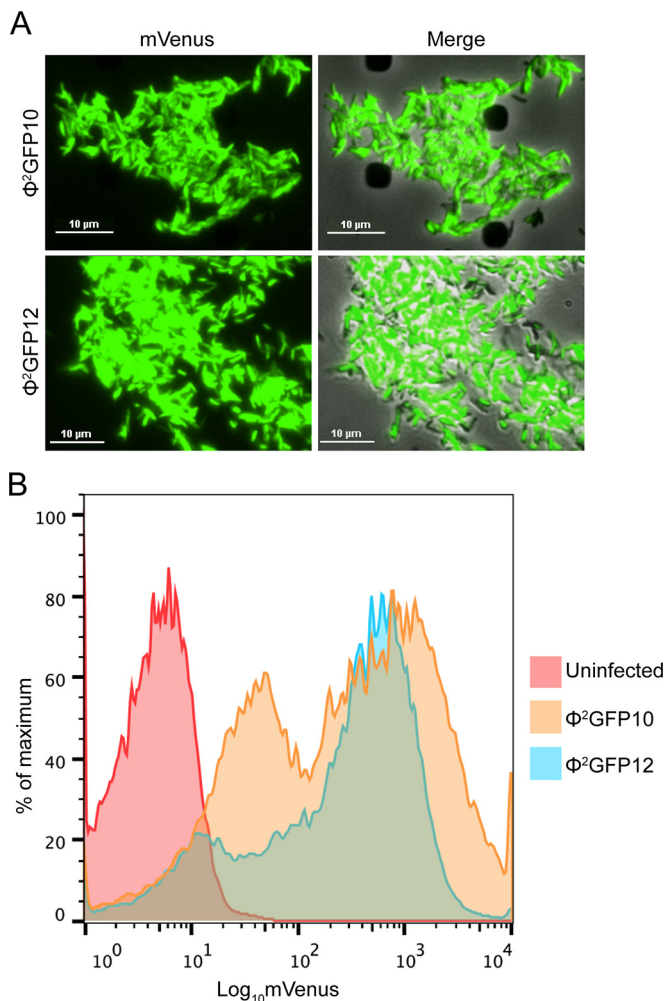 A
mVenus Merge
Φ²GFP10
10 µm 10 µm
Φ²GFP12
10 µm 10 µm
B
100
80
60
40
20
0
% of maximum
10⁰ 10¹ 10² 10³ 10⁴
Log₁₀mVenus
Uninfected
Φ²GFP10
Φ²GFP12